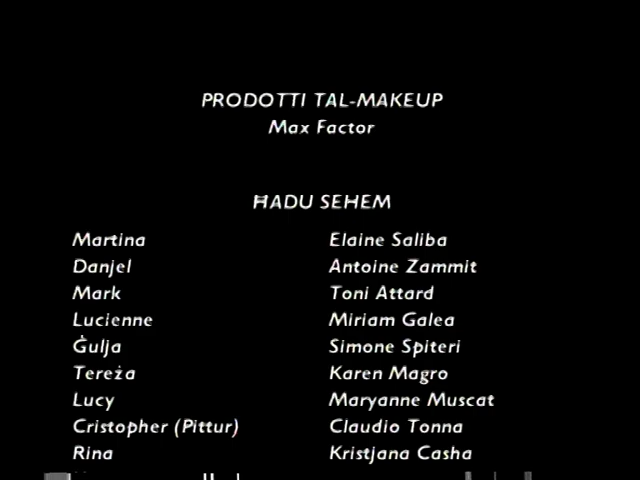 PRODOTTI TAL-MAKEUP
Max Factor
ĦADU SEHEM
Martina Elaine Saliba
Danjel Antoine Zammit
Mark Toni Attard
Lucienne Miriam Galea
Ġulja Simone Spiteri
Tereża Karen Magro
Lucy Maryanne Muscat
Cristopher (Pittur) Claudio Tonna
Rina Kristjana Casha